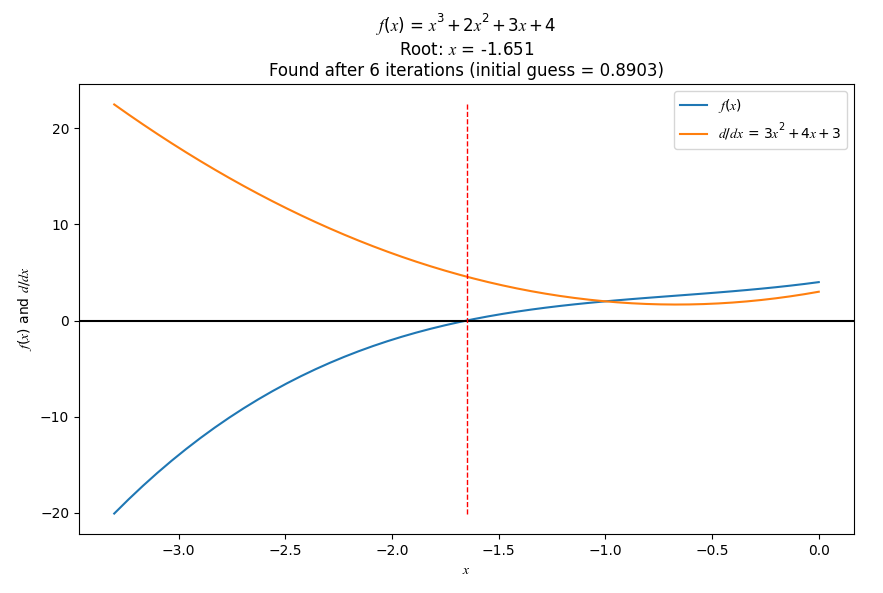 f(x) = x³ + 2x² + 3x + 4
Root: x = -1.651
Found after 6 iterations (initial guess = 0.8903)
f(x)
d/dx = 3x² + 4x + 3
20
10
0
−10
−20
f(x) and d/dx
−3.0 −2.5 −2.0 −1.5 −1.0 −0.5 0.0
x